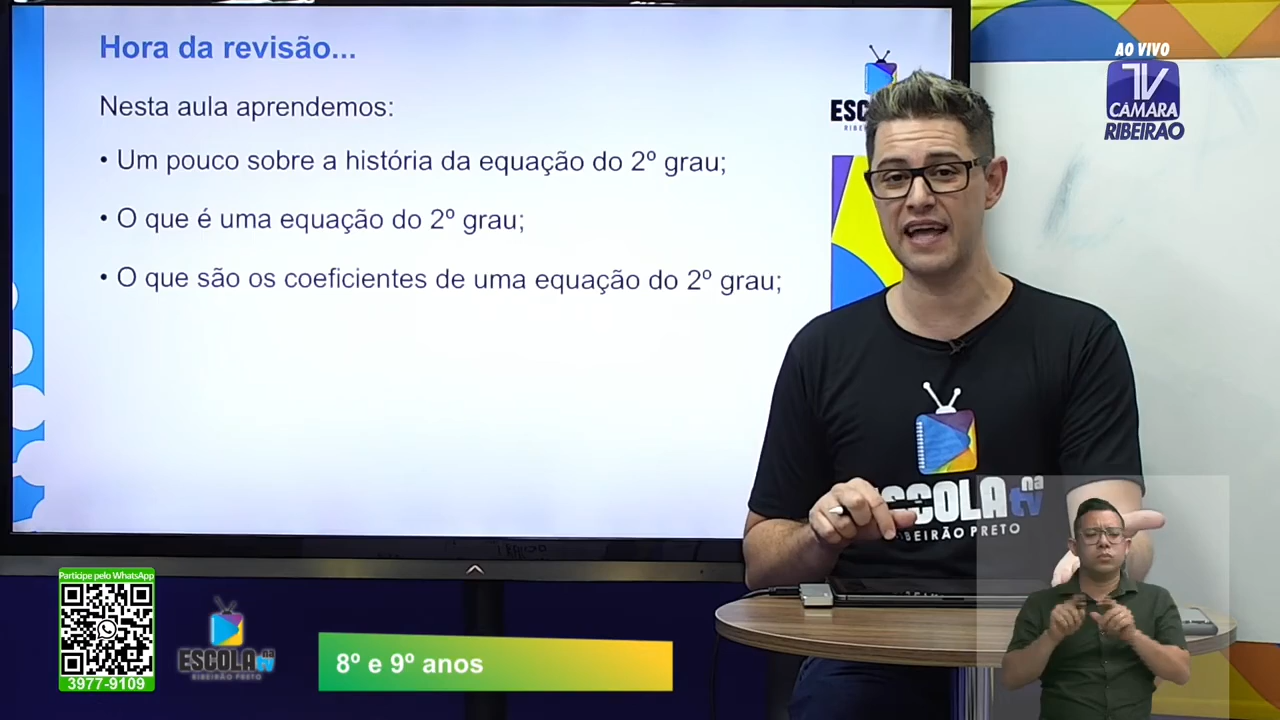 Hora da revisão...
Nesta aula aprendemos:
• Um pouco sobre a história da equação do 2º grau;
• O que é uma equação do 2º grau;
• O que são os coeficientes de uma equação do 2º grau;
AO VIVO
TV
CÂMARA
RIBEIRÃO
ESCOLA na tv
RIBEIRÃO PRETO
Participe pelo WhatsApp
3977-9109
ESCOLA na tv
RIBEIRÃO PRETO
8º e 9º anos